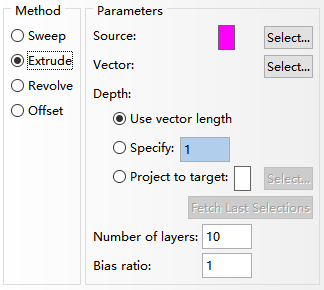 Method
Sweep
Extrude
Revolve
Offset
Parameters
Source: Select...
Vector: Select...
Depth:
Use vector length
Specify: 1
Project to target: Select...
Fetch Last Selections
Number of layers: 10
Bias ratio: 1